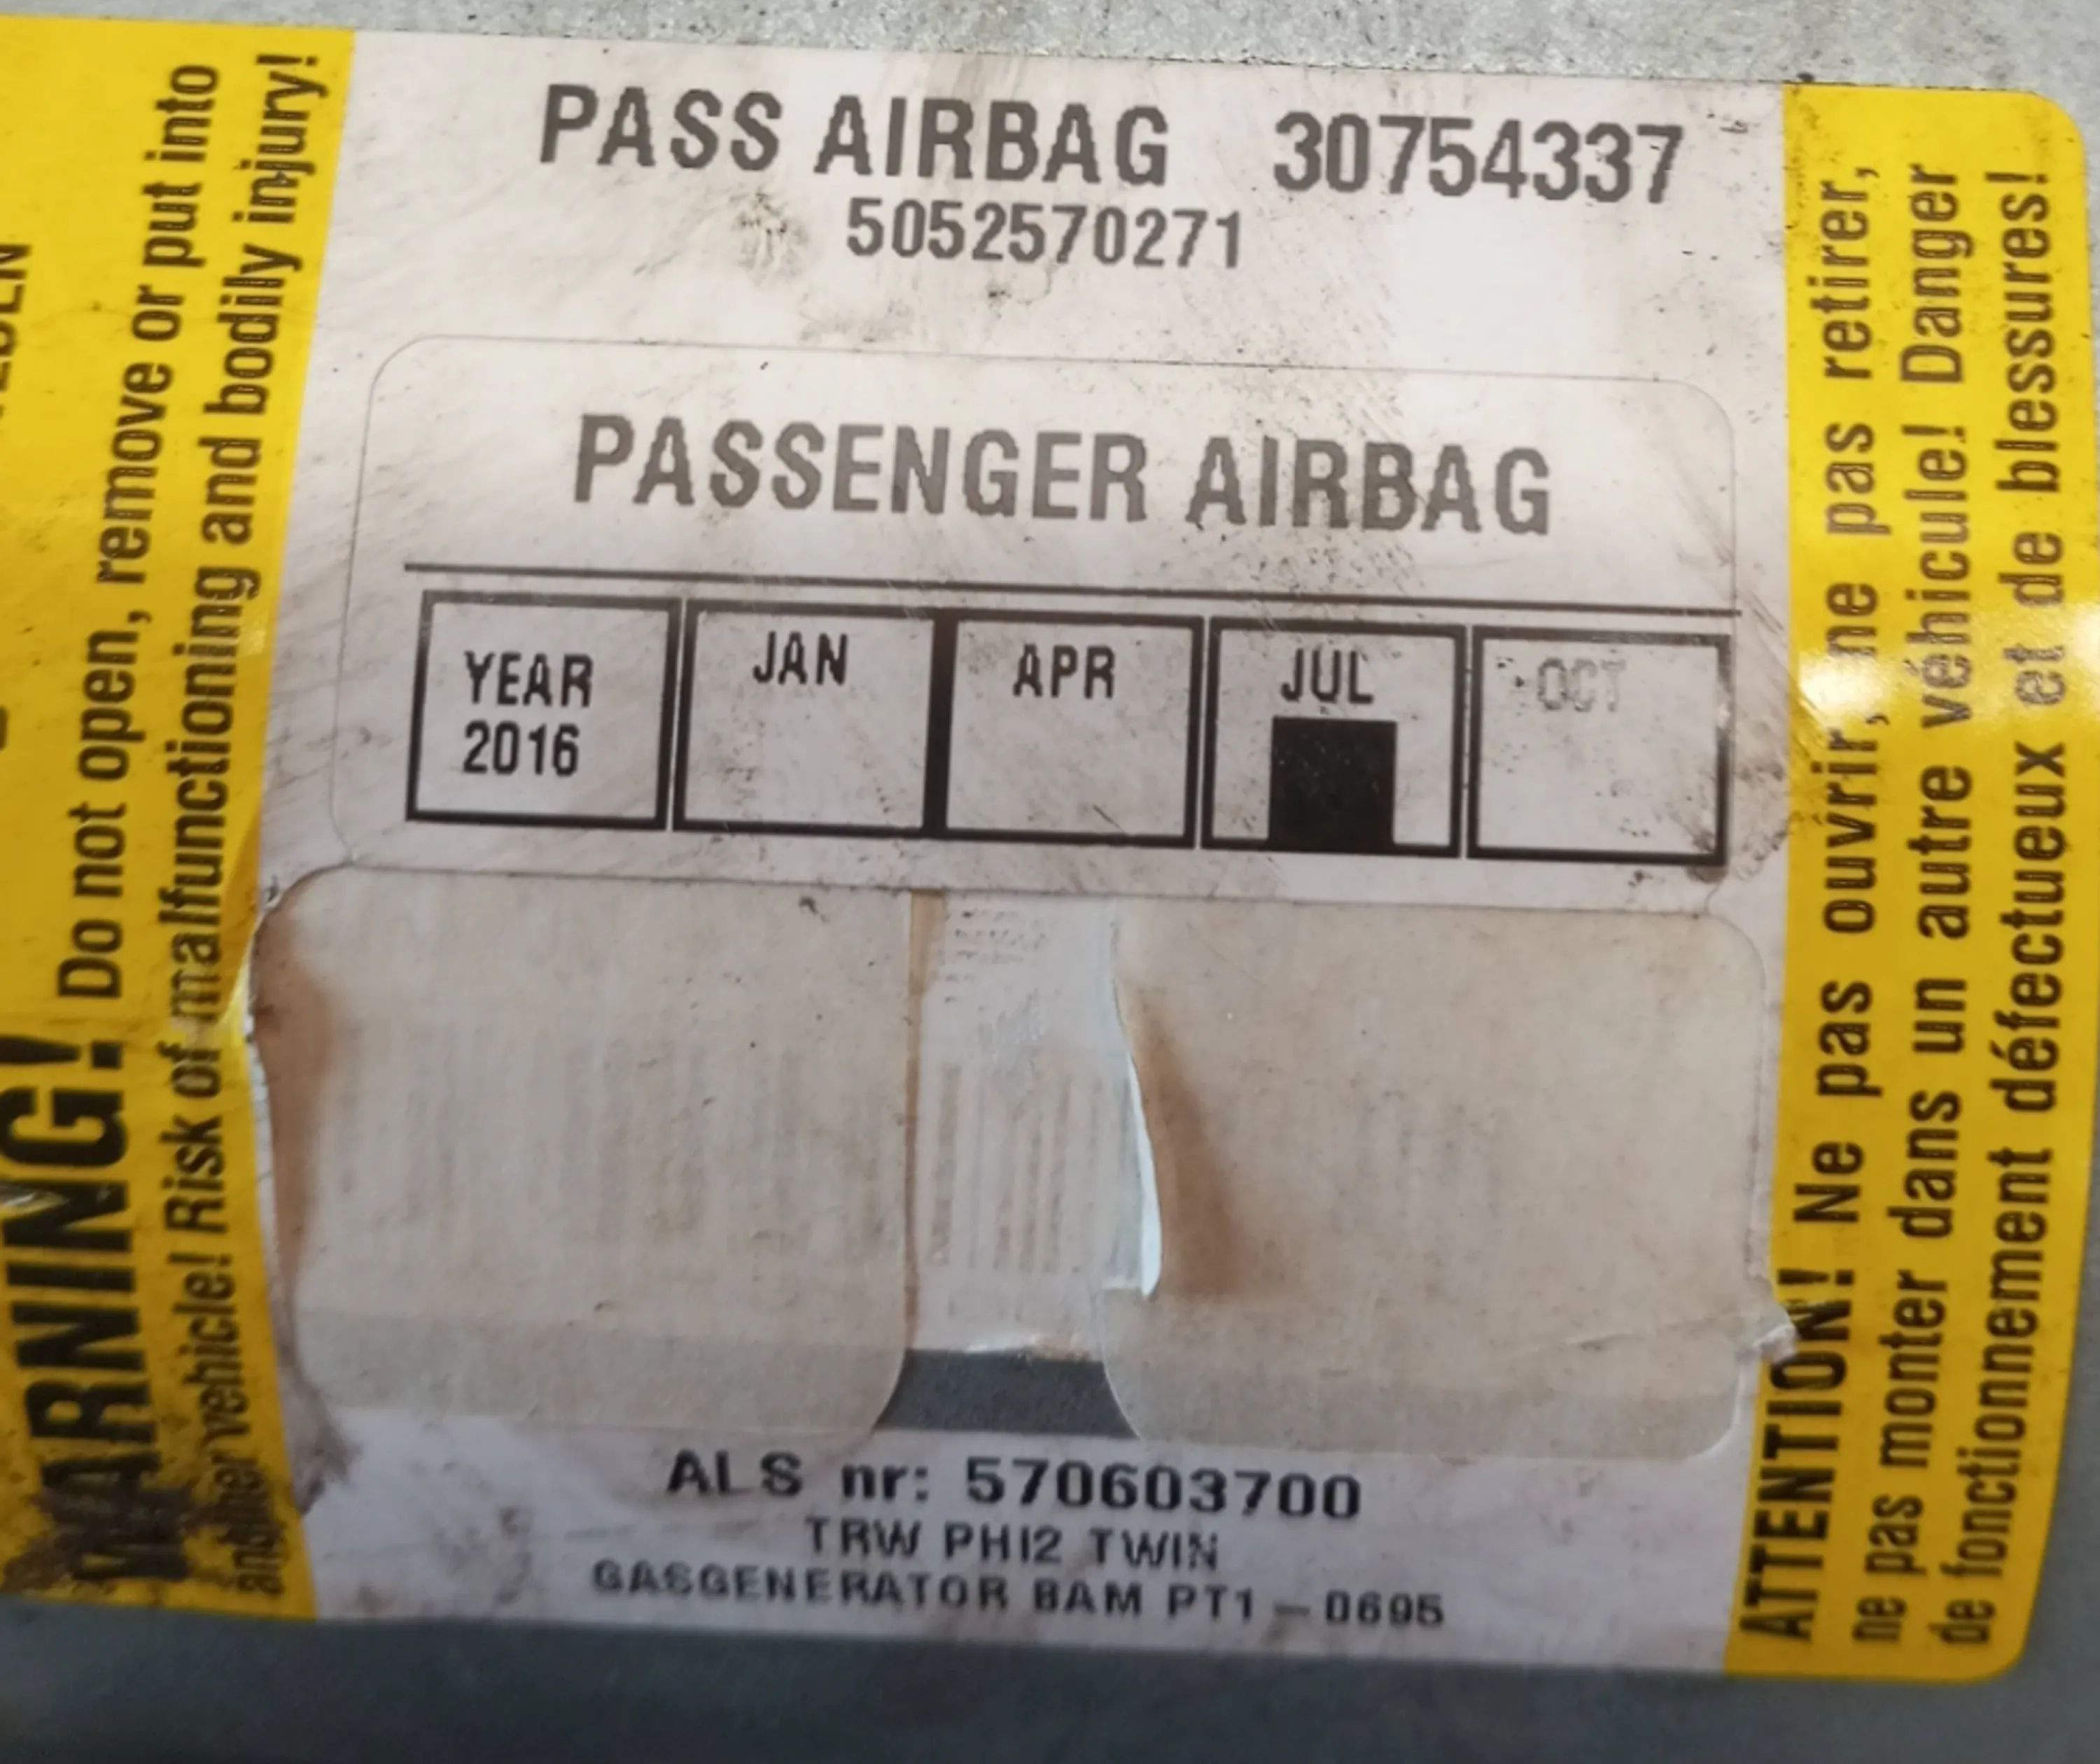 WARNING! Do not open, remove or put into
another vehicle! Risk of malfunctioning and bodily injury!
PASS AIRBAG 30754337
5052570271
PASSENGER AIRBAG
YEAR
2016
JAN
APR
JUL
OCT
ALS nr: 570603700
TRW PHI2 TWIN
GASGENERATOR BAM PT1 – 0695
ATTENTION! Ne pas ouvrir, ne pas retirer,
ne pas monter dans un autre véhicule! Danger
de fonctionnement défectueux et de blessures!